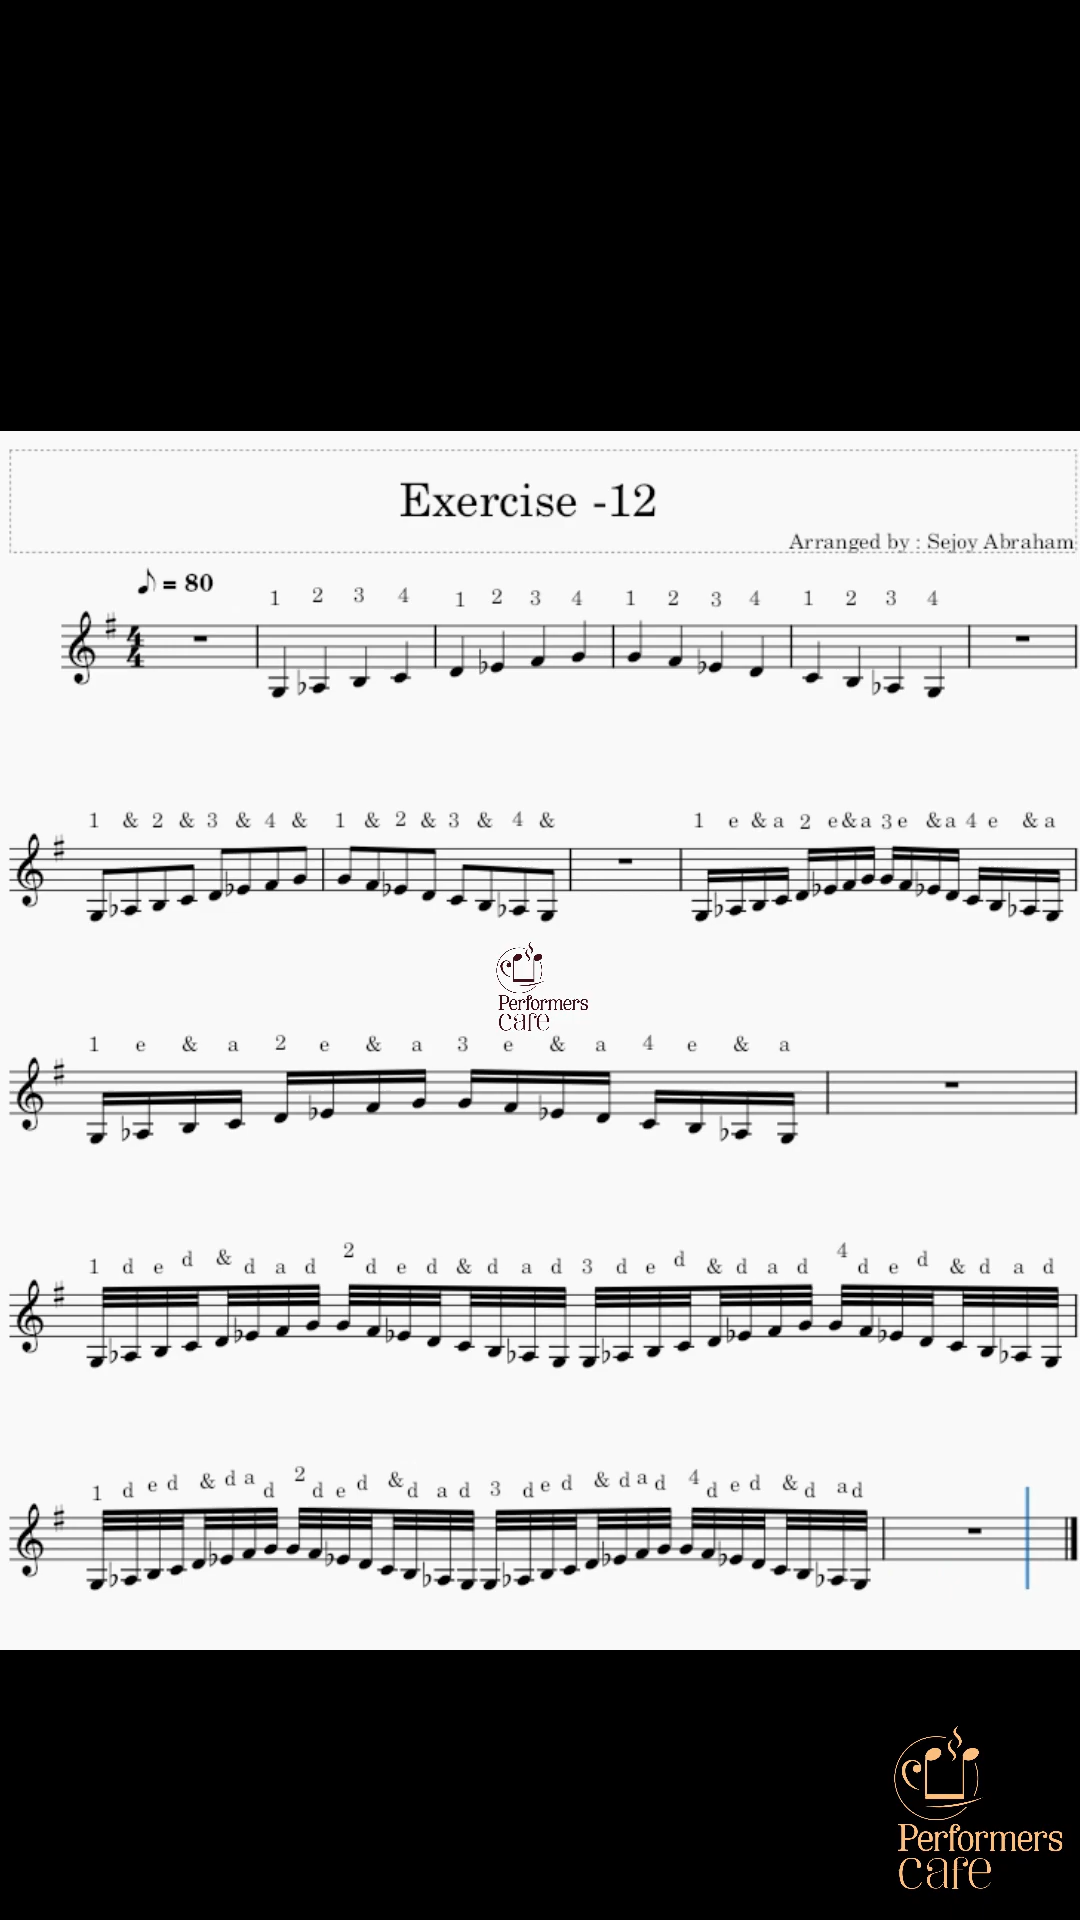 Exercise -12
Arranged by : Sejoy Abraham
♪ = 80
1 2 3 4 1 2 3 4 1 2 3 4 1 2 3 4
1 & 2 & 3 & 4 & 1 & 2 & 3 & 4 & 1 e & a 2 e & a 3 e & a 4 e & a
Performers
cafe
1 e & a 2 e & a 3 e & a 4 e & a
1 d e d & d a d 2 d e d & d a d 3 d e d & d a d 4 d e d & d a d
1 d e d & d a d 2 d e d & d a d 3 d e d & d a d 4 d e d & d a d
Performers
cafe